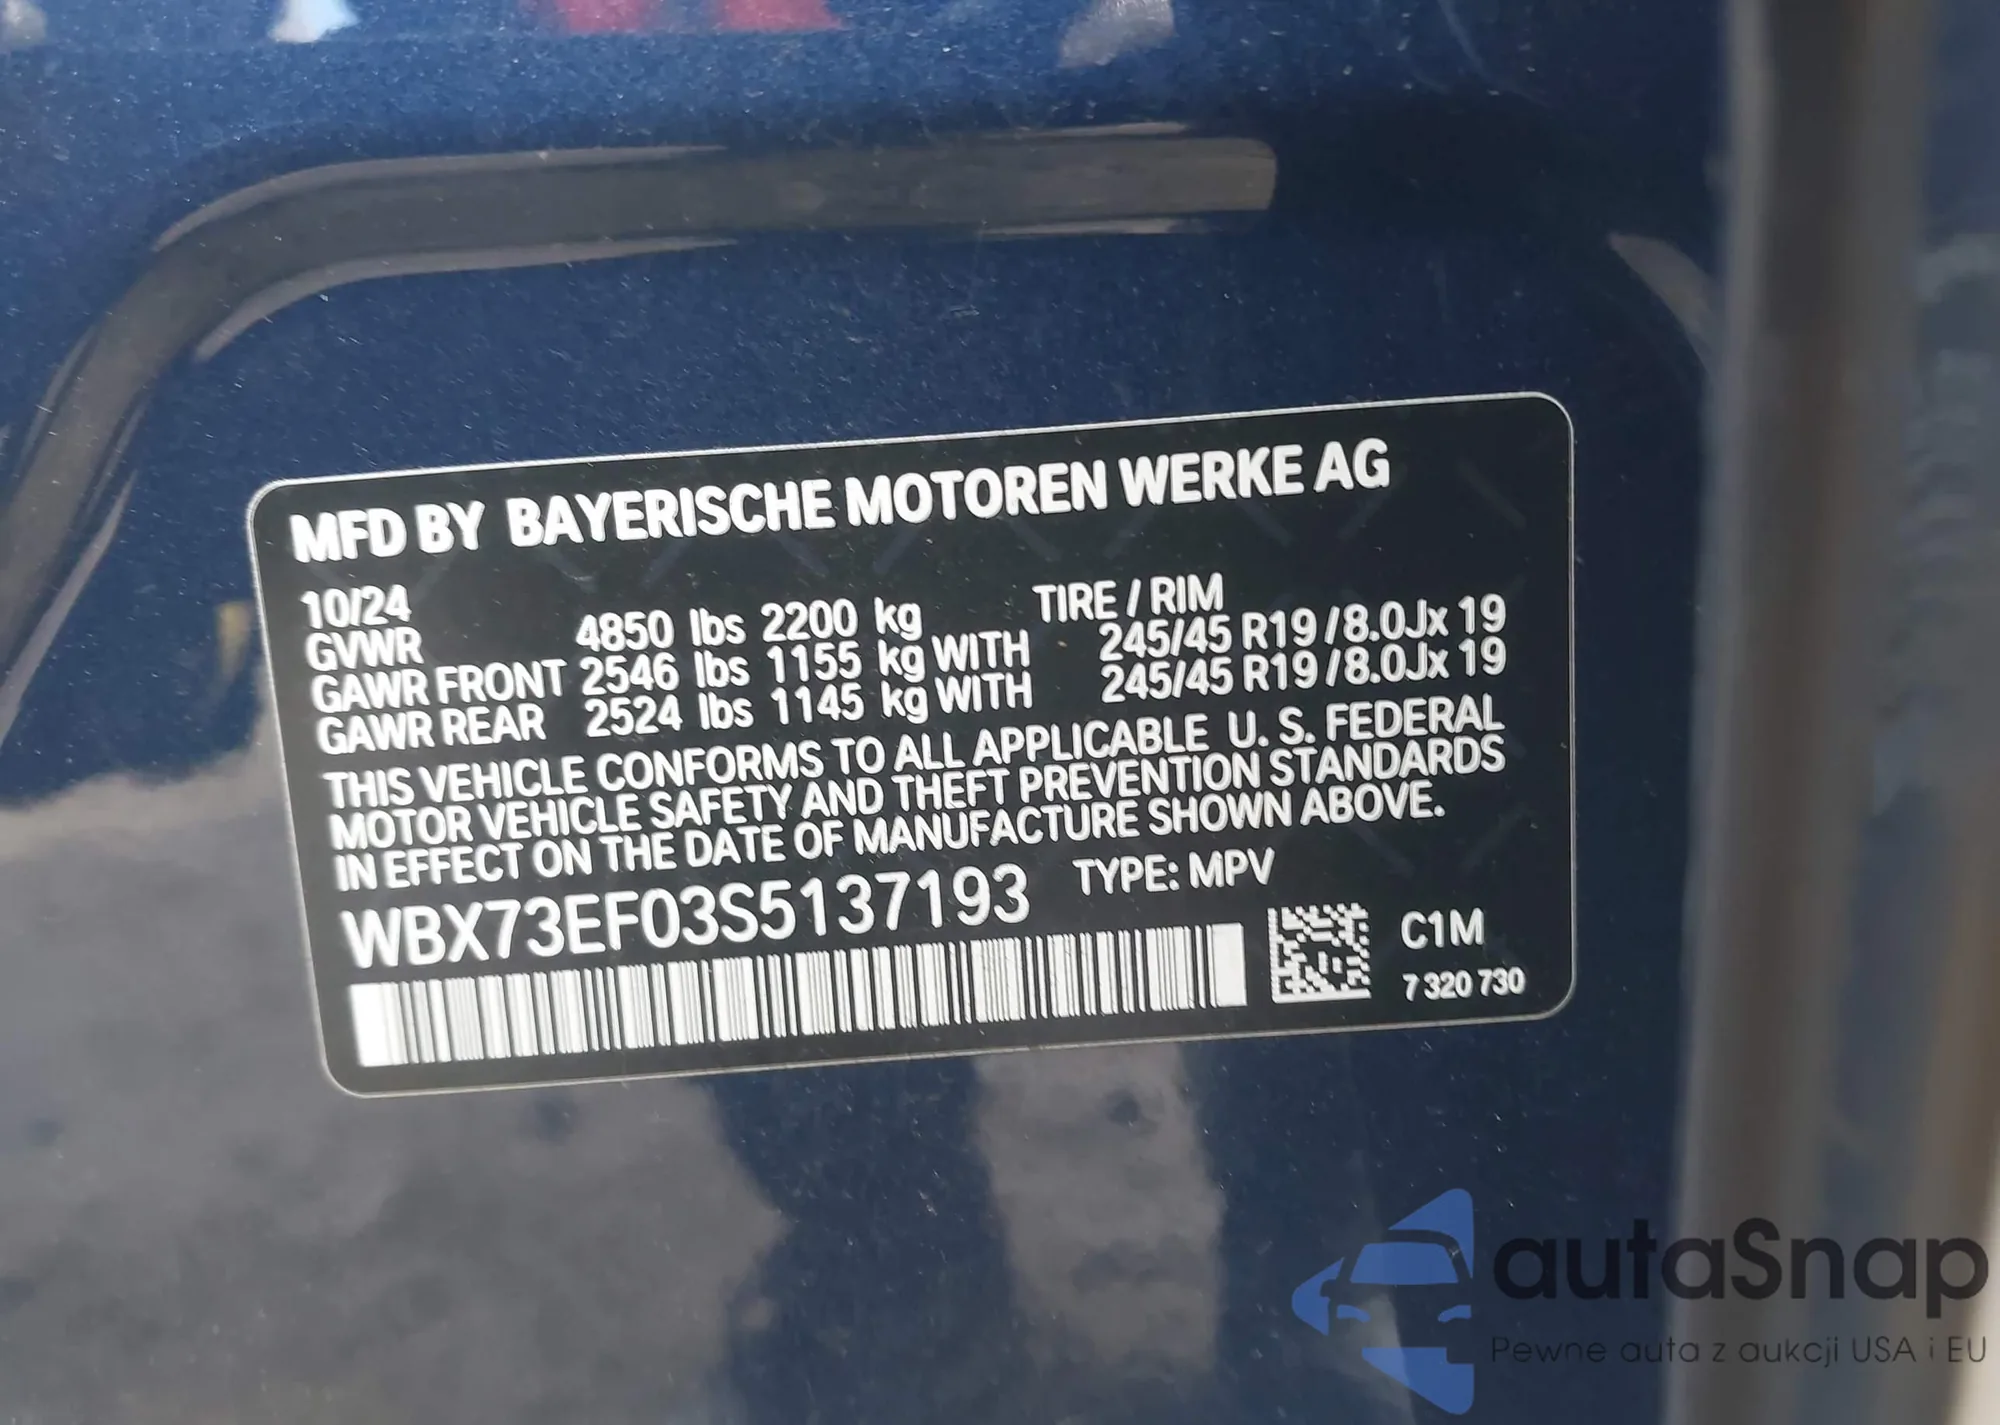 MFD BY BAYERISCHE MOTOREN WERKE AG
10/24 TIRE / RIM
GVWR 4850 lbs 2200 kg
GAWR FRONT 2546 lbs 1155 kg WITH 245/45 R19 / 8.0Jx 19
GAWR REAR 2524 lbs 1145 kg WITH 245/45 R19 / 8.0Jx 19
THIS VEHICLE CONFORMS TO ALL APPLICABLE U. S. FEDERAL
MOTOR VEHICLE SAFETY AND THEFT PREVENTION STANDARDS
IN EFFECT ON THE DATE OF MANUFACTURE SHOWN ABOVE.
WBX73EF03S5137193 TYPE: MPV
C1M
7 320 730
autaSnap
Pewne auta z aukcji USA i EU